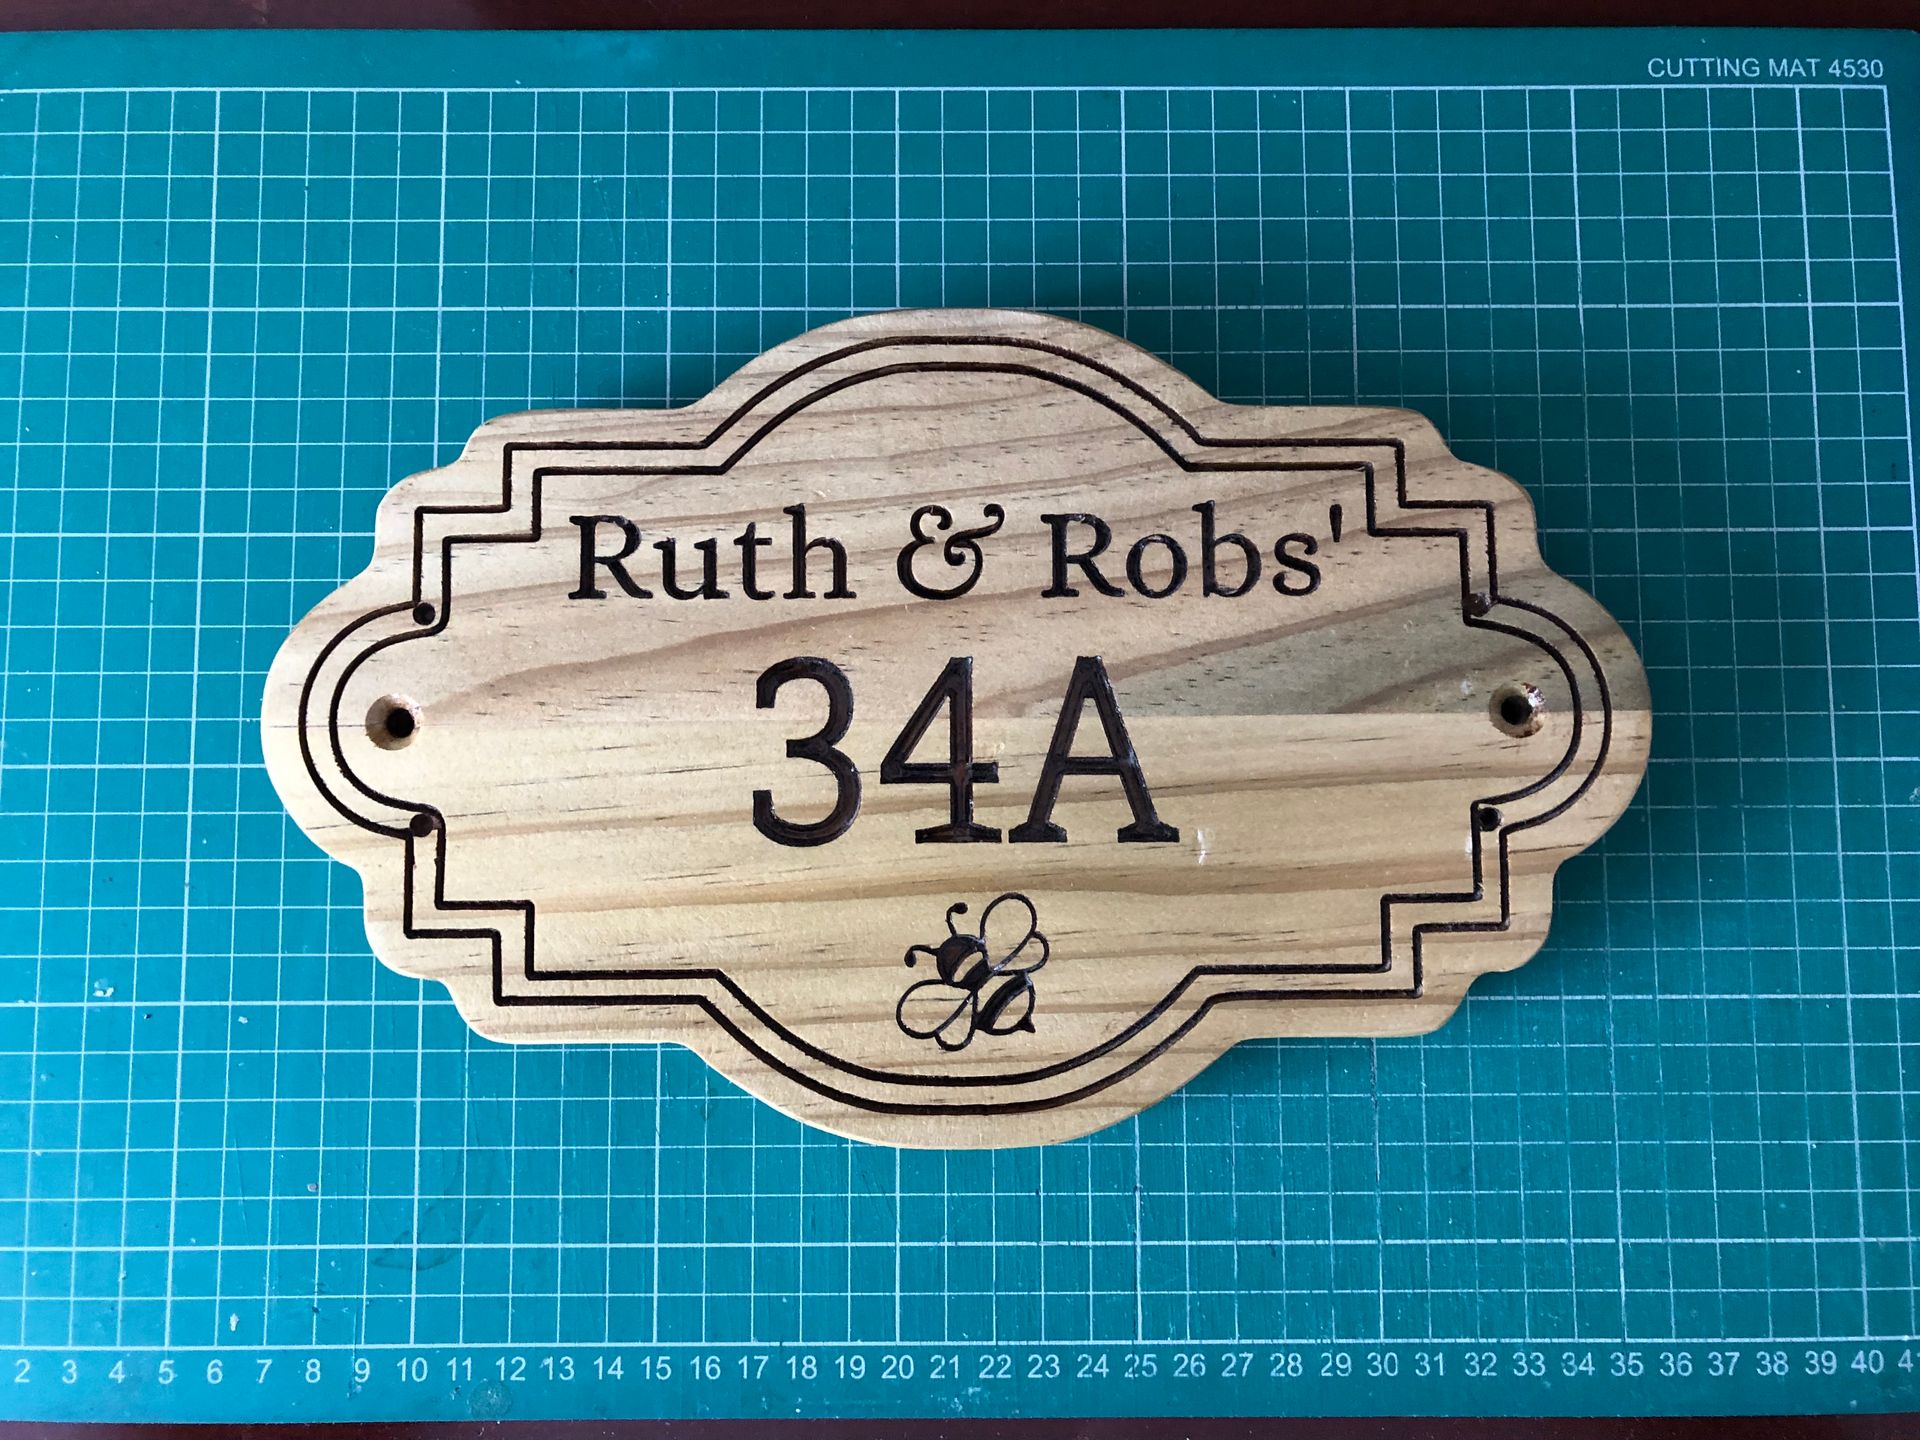 CUTTING MAT 4530
Ruth & Robs'
34A
2 3 4 5 6 7 8 9 10 11 12 13 14 15 16 17 18 19 20 21 22 23 24 25 26 27 28 29 30 31 32 33 34 35 36 37 38 39 40